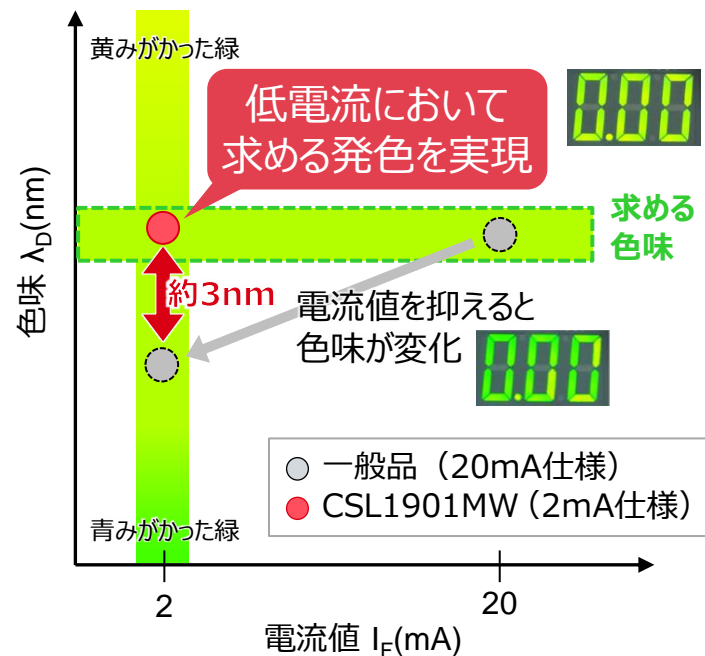 黄みがかった緑
低電流において
求める発色を実現
0.00
求める
色味
色味 λD(nm)
約3nm
電流値を抑えると
色味が変化
0.00
一般品（20mA仕様）
CSL1901MW（2mA仕様）
青みがかった緑
2
20
電流値 IF(mA)